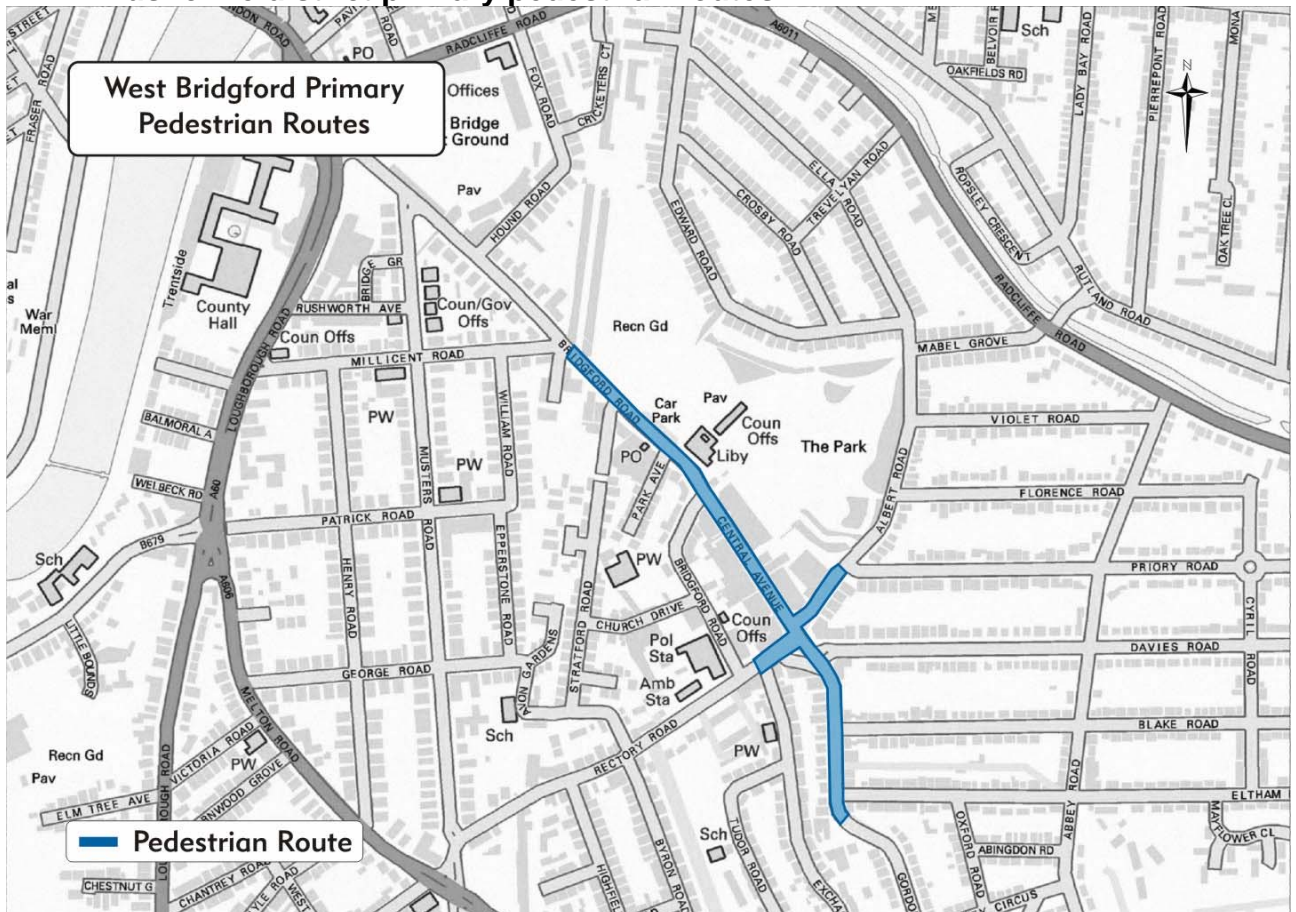 West Bridgford Primary
Pedestrian Routes
PO
RADCLIFFE ROAD
A6011
Sch
OAKFIELDS RD
BELVOIR
LADY BAY ROAD
PIERREPONT ROAD
MONA
FRASER ROAD
Offices
Bridge
Ground
FOX ROAD
CRICKETERS CT
Pav
HOUND ROAD
ELLA ROAD
TREVELYAN ROAD
CROSBY ROAD
EDWARD ROAD
ROPSLEY CRESCENT
OAK TREE CL
RUTLAND ROAD
RADCLIFFE ROAD
Trentside
County
Hall
War
Meml
BRIDGE GR
RUSHWORTH AVE
Coun/Gov
Offs
Coun Offs
MILLICENT ROAD
LOUGHBOROUGH ROAD
Recn Gd
MABEL GROVE
BRIDGFORD ROAD
PW
WILLIAM ROAD
Car
Park
Pav
Coun
Offs
Liby
The Park
VIOLET ROAD
BALMORAL A
MUSTERS ROAD
PW
PO
PARK AVE
WELBECK RD
A60
PATRICK ROAD
FLORENCE ROAD
ALBERT ROAD
B679
Sch
A606
HENRY ROAD
EPPERSTONE ROAD
PW
BRIDGFORD ROAD
CENTRAL AVENUE
PRIORY ROAD
CYRIL ROAD
LITTLE BOUNDS
STRATFORD ROAD
CHURCH DRIVE
Coun
Offs
Pol
Sta
DAVIES ROAD
GEORGE ROAD
Amb
Sta
MELTON ROAD
Sch
RECTORY ROAD
BLAKE ROAD
PW
Recn Gd
Pav
VICTORIA ROAD
PW
ELM TREE AVE
ELTHAM
ABBEY ROAD
MAYFLOWER CL
OXFORD ROAD
ABINGDON RD
Pedestrian Route
Sch
TUDOR ROAD
BYRON ROAD
CHESTNUT G
CHANTREY ROAD
WEST
HIGHFIEL
EXCHA
GORDO
CIRCUS